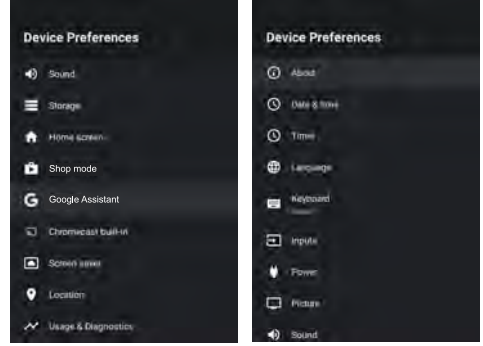 Device Preferences
Sound
Storage
Home screen
Shop mode
Google Assistant
Chromecast built-in
Screen saver
Location
Usage & Diagnostics
Device Preferences
About
Date & time
Timer
Language
Keyboard
Inputs
Power
Picture
Sound